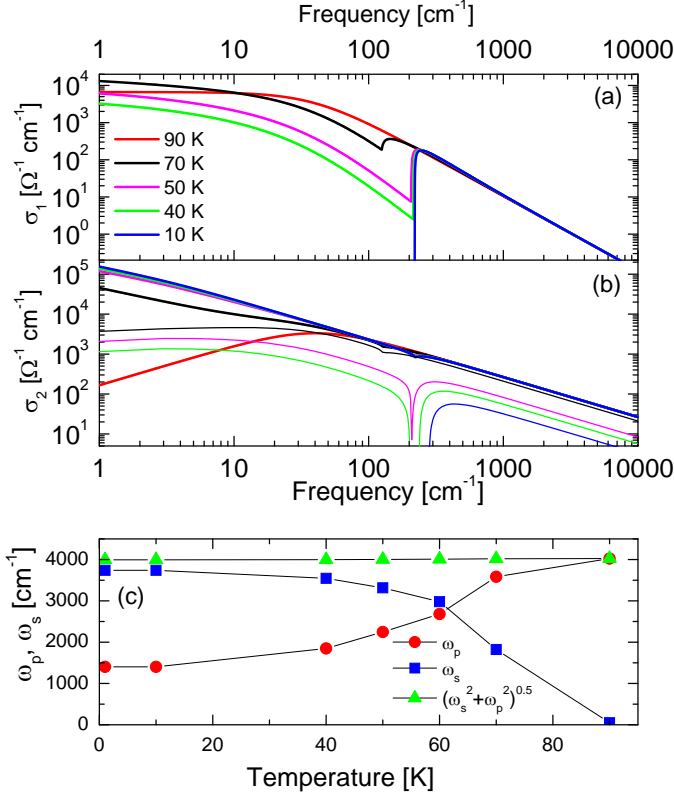 Frequency [cm⁻¹]
1 10 100 1000 10000
10⁴
10³
10²
10¹
10⁰
σ₁ [Ω⁻¹ cm⁻¹]
(a)
90 K
70 K
50 K
40 K
10 K
10⁵
10⁴
10³
10²
10¹
σ₂ [Ω⁻¹ cm⁻¹]
(b)
1 10 100 1000 10000
Frequency [cm⁻¹]
4000
3000
2000
1000
0
ωₚ, ωₛ [cm⁻¹]
(c)
ωₚ
ωₛ
(ωₛ²+ωₚ²)⁰·⁵
0 20 40 60 80
Temperature [K]